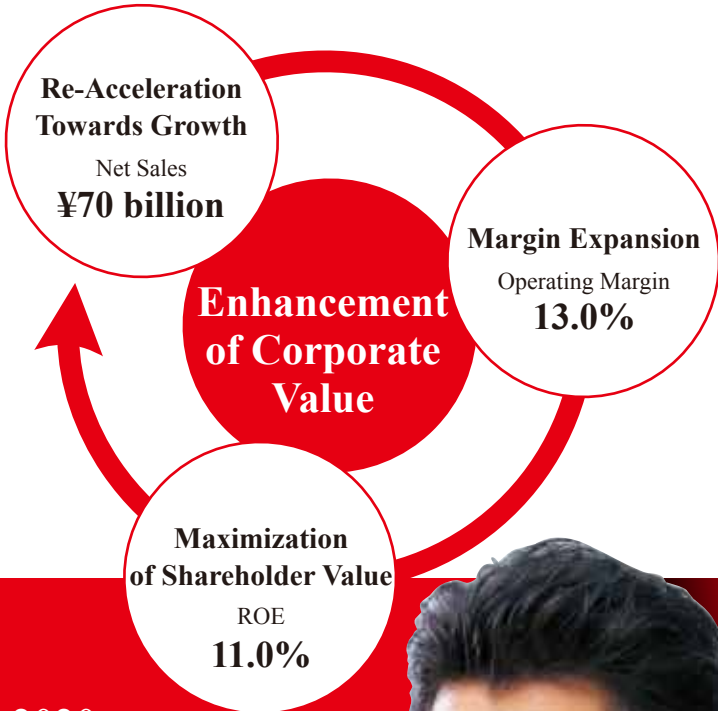 Re-Acceleration
Towards Growth
Net Sales
¥70 billion
Margin Expansion
Operating Margin
13.0%
Enhancement
of Corporate
Value
Maximization
of Shareholder Value
ROE
11.0%